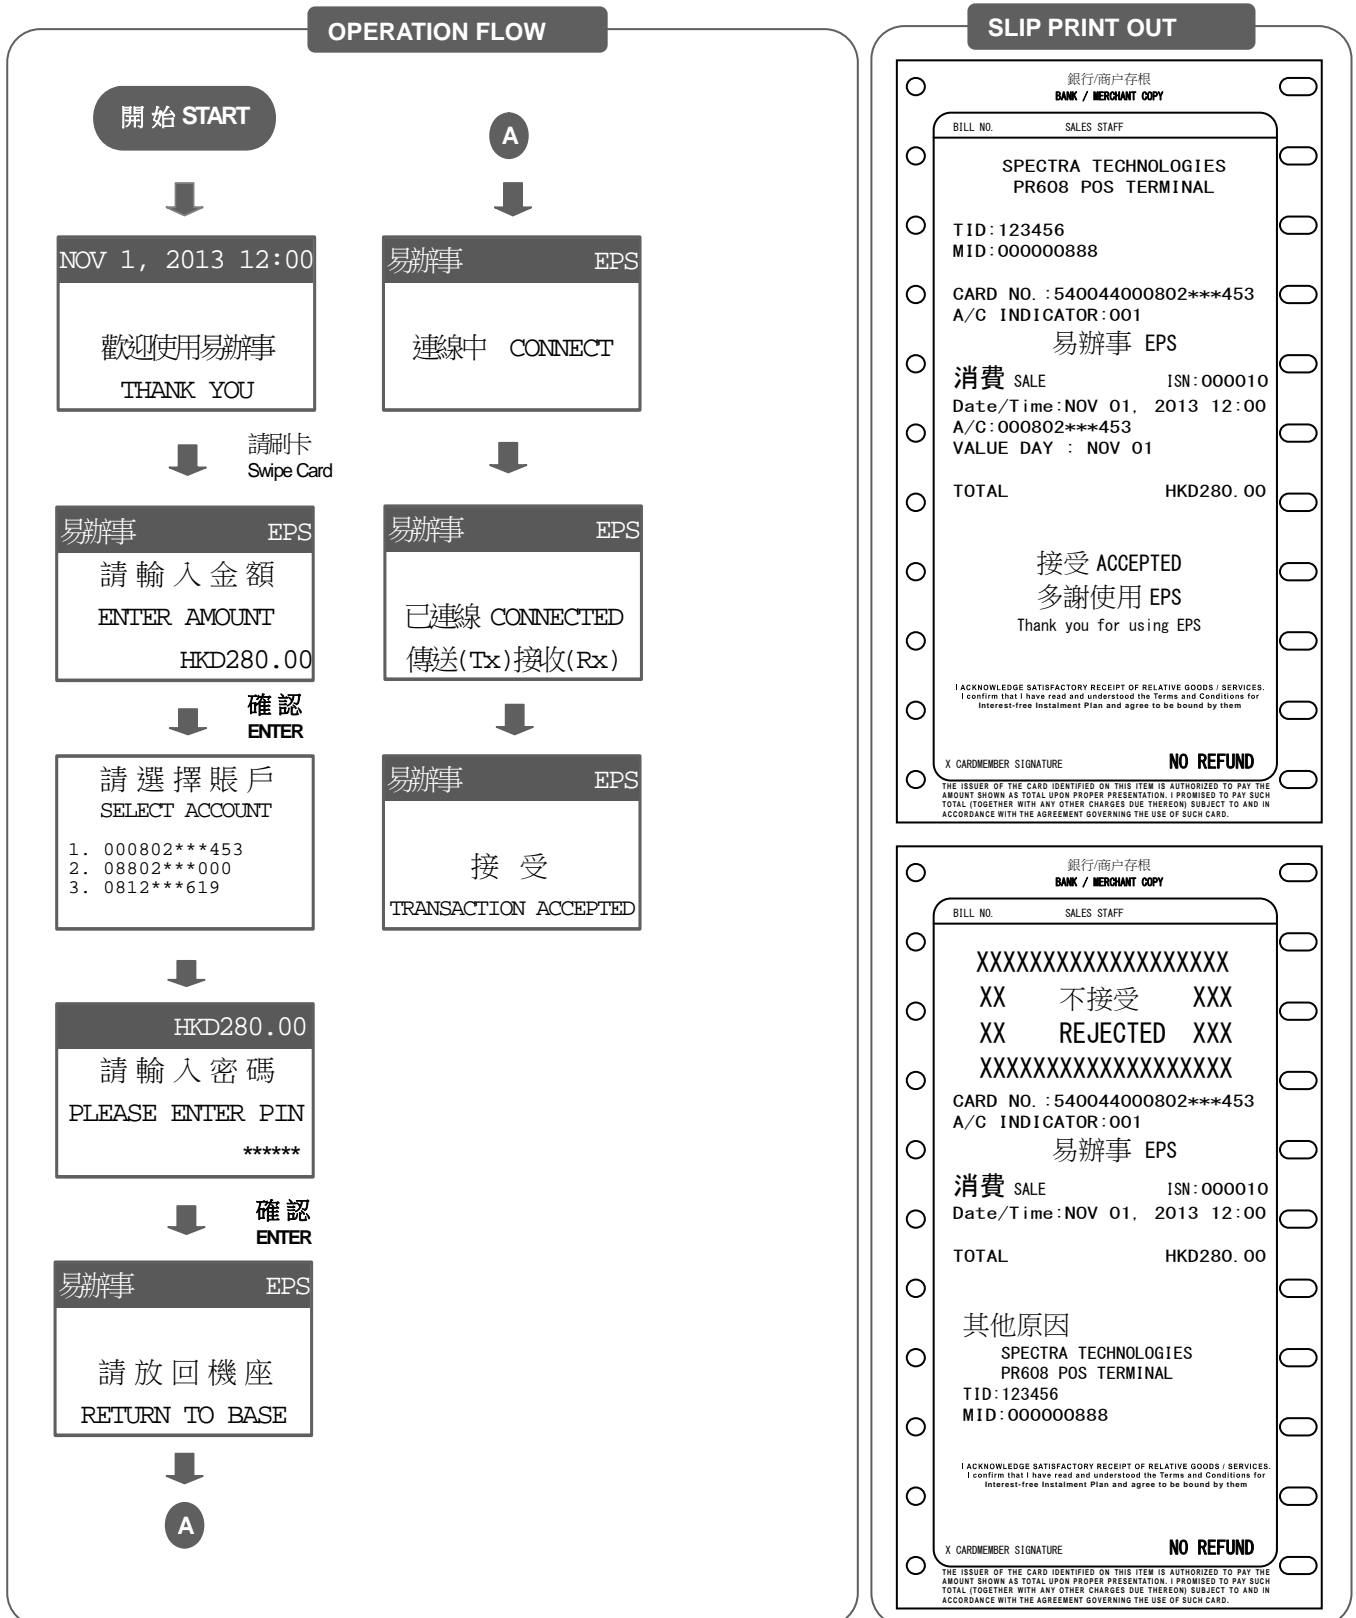 OPERATION FLOW
開始 START
NOV 1, 2013 12:00
歡迎使用易辦事
THANK YOU
請刷卡
Swipe Card
易辦事 EPS
請輸入金額
ENTER AMOUNT
HKD280.00
確認
ENTER
請選擇賬戶
SELECT ACCOUNT
1. 000802***453
2. 08802***000
3. 0812***619
HKD280.00
請輸入密碼
PLEASE ENTER PIN
******
確認
ENTER
易辦事 EPS
請放回機座
RETURN TO BASE
A
A
易辦事 EPS
連線中 CONNECT
易辦事 EPS
已連線 CONNECTED
傳送(Tx)接收(Rx)
易辦事 EPS
接 受
TRANSACTION ACCEPTED
SLIP PRINT OUT
銀行/商户存根
BANK / MERCHANT COPY
BILL NO. SALES STAFF
SPECTRA TECHNOLOGIES
PR608 POS TERMINAL
TID:123456
MID:000000888
CARD NO.:540044000802***453
A/C INDICATOR:001
易辦事 EPS
消費 SALE ISN:000010
Date/Time:NOV 01, 2013 12:00
A/C:000802***453
VALUE DAY : NOV 01
TOTAL HKD280.00
接受 ACCEPTED
多謝使用 EPS
Thank you for using EPS
I ACKNOWLEDGE SATISFACTORY RECEIPT OF RELATIVE GOODS / SERVICES.
I confirm that I have read and understood the Terms and Conditions for
Interest-free Instalment Plan and agree to be bound by them
X CARDMEMBER SIGNATURE NO REFUND
THE ISSUER OF THE CARD IDENTIFIED ON THIS ITEM IS AUTHORIZED TO PAY THE
AMOUNT SHOWN AS TOTAL UPON PROPER PRESENTATION. I PROMISED TO PAY SUCH
TOTAL (TOGETHER WITH ANY OTHER CHARGES DUE THEREON) SUBJECT TO AND IN
ACCORDANCE WITH THE AGREEMENT GOVERNING THE USE OF SUCH CARD.
銀行/商户存根
BANK / MERCHANT COPY
BILL NO. SALES STAFF
XXXXXXXXXXXXXXXXXXX
XX 不接受 XXX
XX REJECTED XXX
XXXXXXXXXXXXXXXXXXX
CARD NO.:540044000802***453
A/C INDICATOR:001
易辦事 EPS
消費 SALE ISN:000010
Date/Time:NOV 01, 2013 12:00
TOTAL HKD280.00
其他原因
SPECTRA TECHNOLOGIES
PR608 POS TERMINAL
TID:123456
MID:000000888
I ACKNOWLEDGE SATISFACTORY RECEIPT OF RELATIVE GOODS / SERVICES.
I confirm that I have read and understood the Terms and Conditions for
Interest-free Instalment Plan and agree to be bound by them
X CARDMEMBER SIGNATURE NO REFUND
THE ISSUER OF THE CARD IDENTIFIED ON THIS ITEM IS AUTHORIZED TO PAY THE
AMOUNT SHOWN AS TOTAL UPON PROPER PRESENTATION. I PROMISED TO PAY SUCH
TOTAL (TOGETHER WITH ANY OTHER CHARGES DUE THEREON) SUBJECT TO AND IN
ACCORDANCE WITH THE AGREEMENT GOVERNING THE USE OF SUCH CARD.